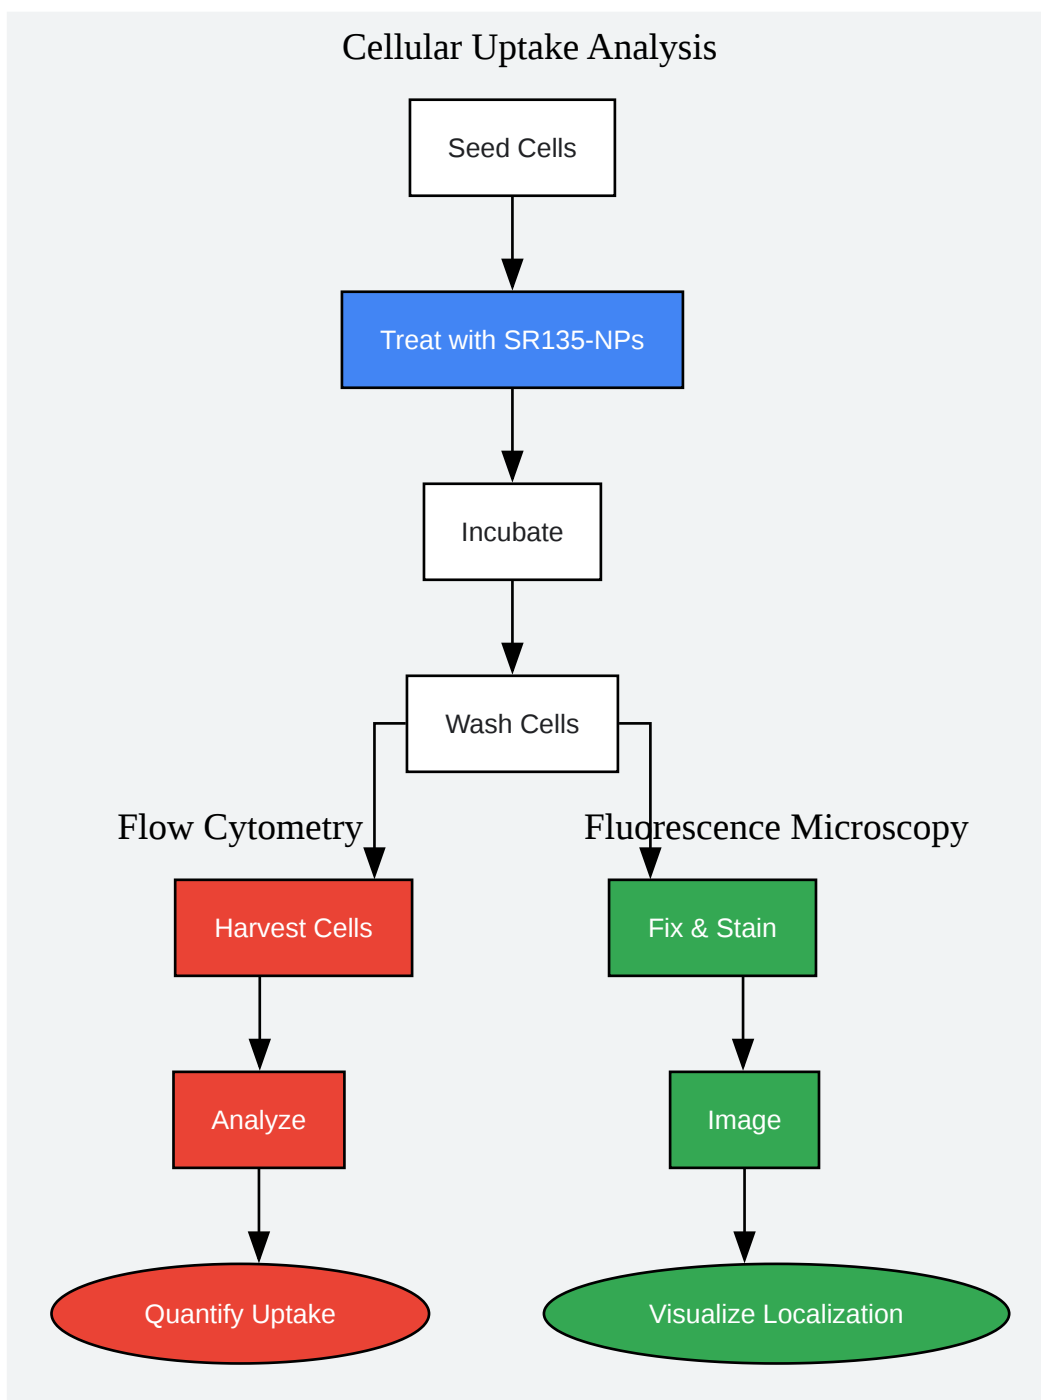 Cellular Uptake Analysis
Seed Cells
Treat with SR135-NPs
Incubate
Wash Cells
Flow Cytometry
Fluorescence Microscopy
Harvest Cells
Fix & Stain
Analyze
Image
Quantify Uptake
Visualize Localization